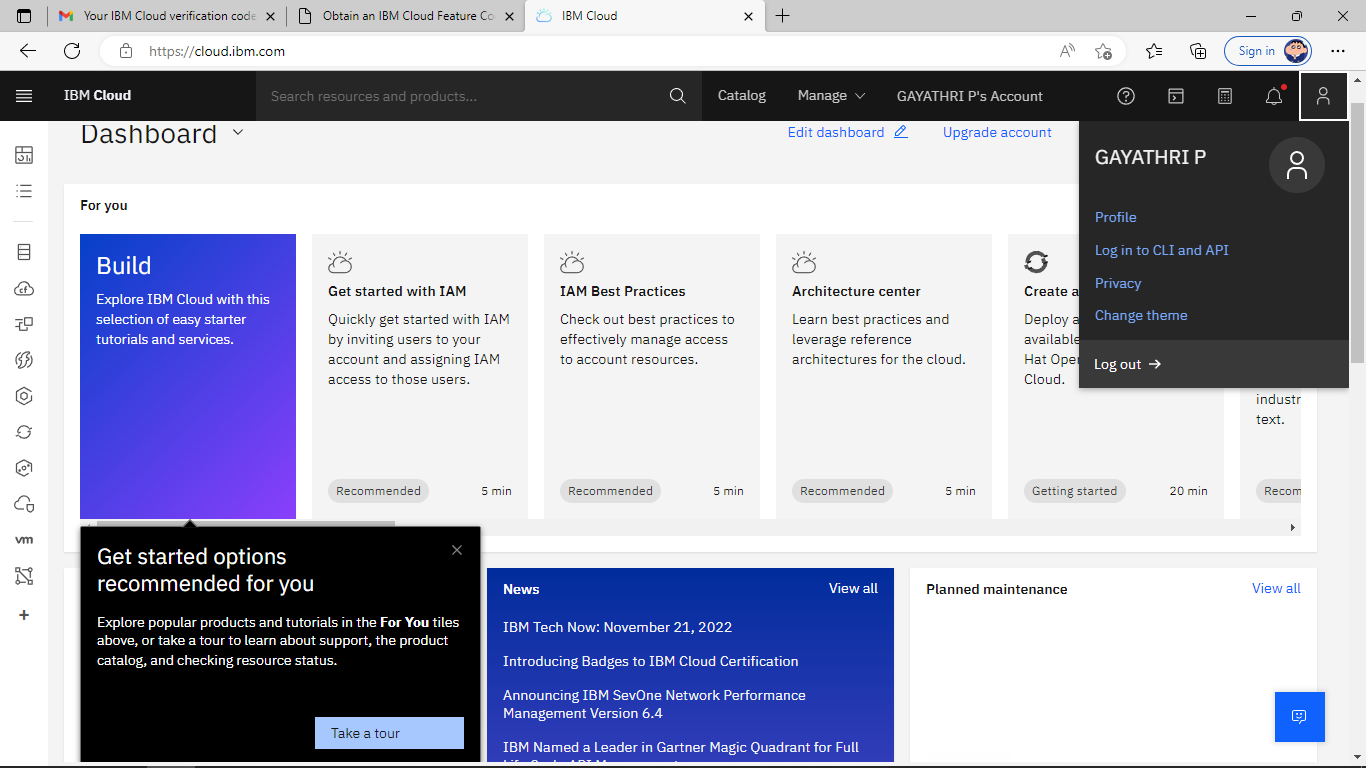 Your IBM Cloud verification code
Obtain an IBM Cloud Feature Co
IBM Cloud
https://cloud.ibm.com
Sign in
IBM Cloud
Search resources and products...
Catalog
Manage
GAYATHRI P's Account
Dashboard
Edit dashboard
Upgrade account
GAYATHRI P
Profile
Log in to CLI and API
Privacy
Change theme
Log out
For you
Build
Explore IBM Cloud with this
selection of easy starter
tutorials and services.
Get started with IAM
Quickly get started with IAM
by inviting users to your
account and assigning IAM
access to those users.
Recommended
5 min
IAM Best Practices
Check out best practices to
effectively manage access
to account resources.
Recommended
5 min
Architecture center
Learn best practices and
leverage reference
architectures for the cloud.
Recommended
5 min
Create a
Deploy a
available
Hat Open
Cloud.
Getting started
20 min
industr
text.
Recom
cf
vm
Get started options
recommended for you
Explore popular products and tutorials in the For You tiles
above, or take a tour to learn about support, the product
catalog, and checking resource status.
Take a tour
News
View all
IBM Tech Now: November 21, 2022
Introducing Badges to IBM Cloud Certification
Announcing IBM SevOne Network Performance
Management Version 6.4
IBM Named a Leader in Gartner Magic Quadrant for Full
Planned maintenance
View all